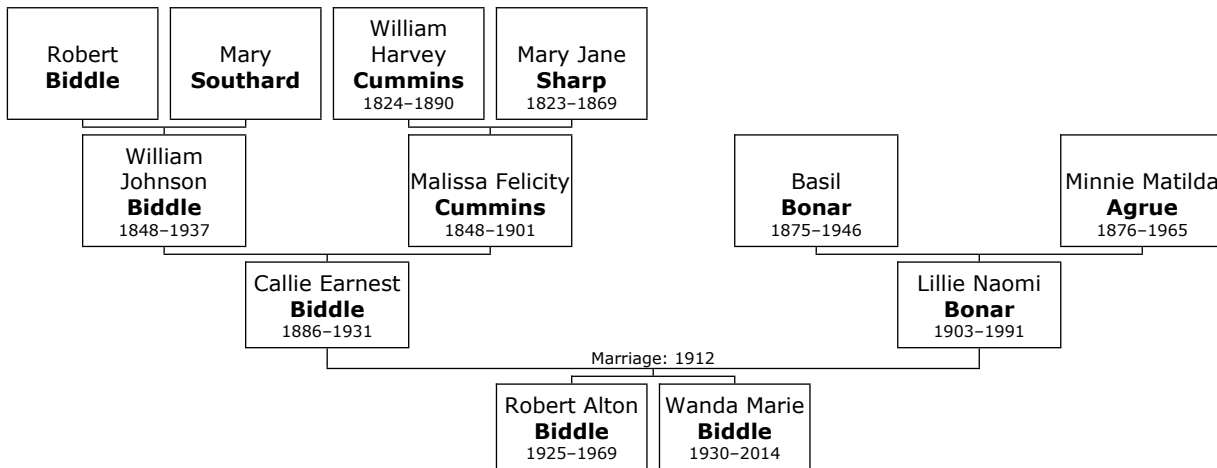 Robert
Biddle
Mary
Southard
William
Harvey
Cummins
1824–1890
Mary Jane
Sharp
1823–1869
William
Johnson
Biddle
1848–1937
Malissa Felicity
Cummins
1848–1901
Basil
Bonar
1875–1946
Minnie Matilda
Agrue
1876–1965
Callie Earnest
Biddle
1886–1931
Lillie Naomi
Bonar
1903–1991
Marriage: 1912
Robert Alton
Biddle
1925–1969
Wanda Marie
Biddle
1930–2014